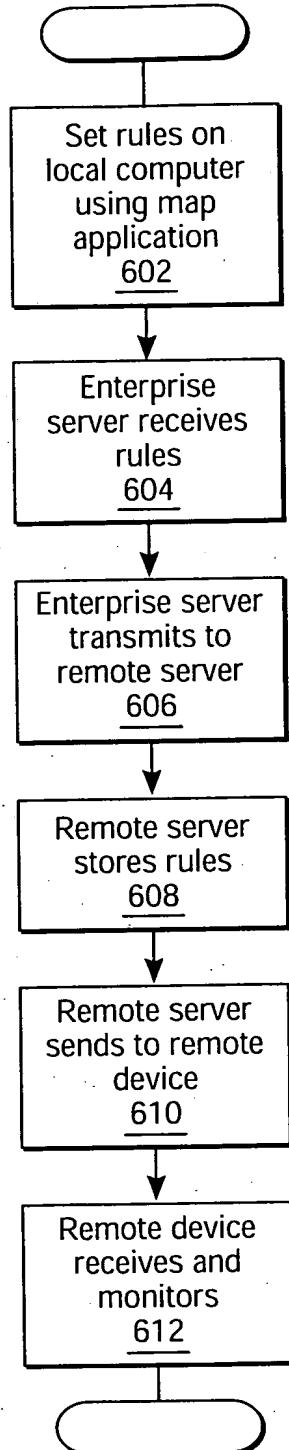 Set rules on
local computer
using map
application
602
Enterprise
server receives
rules
604
Enterprise server
transmits to
remote server
606
Remote server
stores rules
608
Remote server
sends to remote
device
610
Remote device
receives and
monitors
612